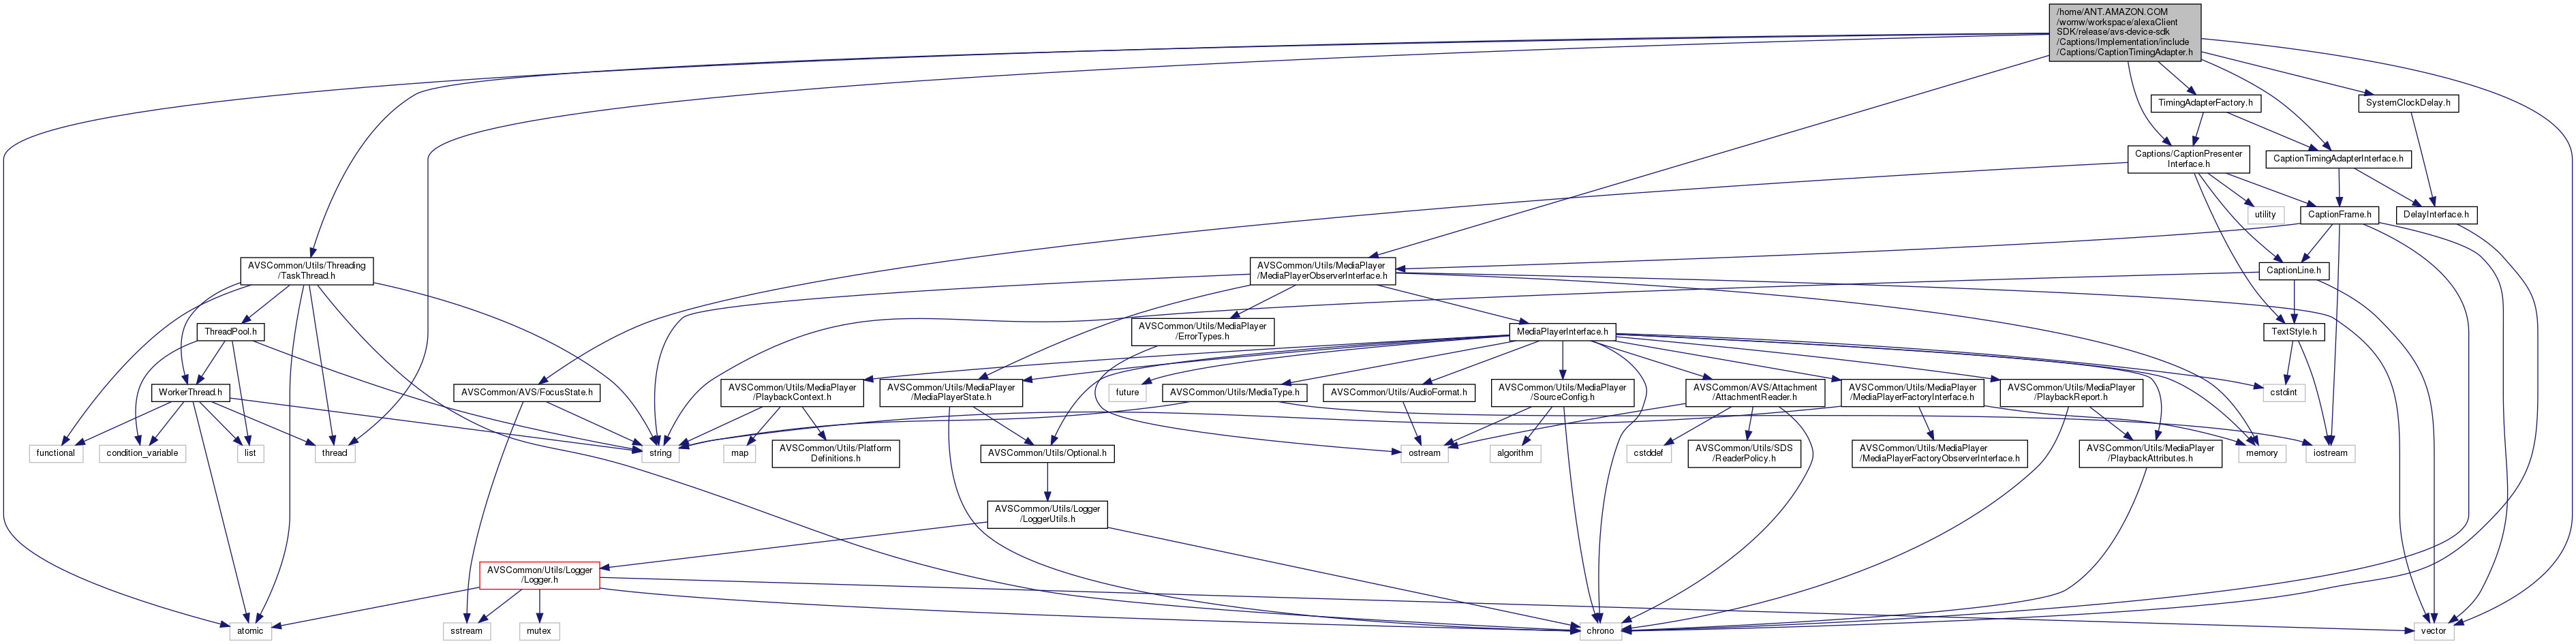 /home/ANT.AMAZON.COM
/womw/workspace/alexaClient
SDK/release/avs-device-sdk
/Captions/Implementation/include
/Captions/CaptionTimingAdapter.h
TimingAdapterFactory.h
SystemClockDelay.h
Captions/CaptionPresenter
Interface.h
CaptionTimingAdapterInterface.h
utility
CaptionFrame.h
DelayInterface.h
AVSCommon/Utils/Threading
/TaskThread.h
AVSCommon/Utils/MediaPlayer
/MediaPlayerObserverInterface.h
CaptionLine.h
ThreadPool.h
AVSCommon/Utils/MediaPlayer
/ErrorTypes.h
MediaPlayerInterface.h
TextStyle.h
WorkerThread.h
AVSCommon/AVS/FocusState.h
AVSCommon/Utils/MediaPlayer
/PlaybackContext.h
AVSCommon/Utils/MediaPlayer
/MediaPlayerState.h
future
AVSCommon/Utils/MediaType.h
AVSCommon/Utils/AudioFormat.h
AVSCommon/Utils/MediaPlayer
/SourceConfig.h
AVSCommon/AVS/Attachment
/AttachmentReader.h
AVSCommon/Utils/MediaPlayer
/MediaPlayerFactoryInterface.h
AVSCommon/Utils/MediaPlayer
/PlaybackReport.h
cstdint
functional
condition_variable
list
thread
string
map
AVSCommon/Utils/Platform
Definitions.h
AVSCommon/Utils/Optional.h
ostream
algorithm
cstddef
AVSCommon/Utils/SDS
/ReaderPolicy.h
AVSCommon/Utils/MediaPlayer
/MediaPlayerFactoryObserverInterface.h
AVSCommon/Utils/MediaPlayer
/PlaybackAttributes.h
memory
iostream
AVSCommon/Utils/Logger
/LoggerUtils.h
AVSCommon/Utils/Logger
/Logger.h
atomic
sstream
mutex
chrono
vector